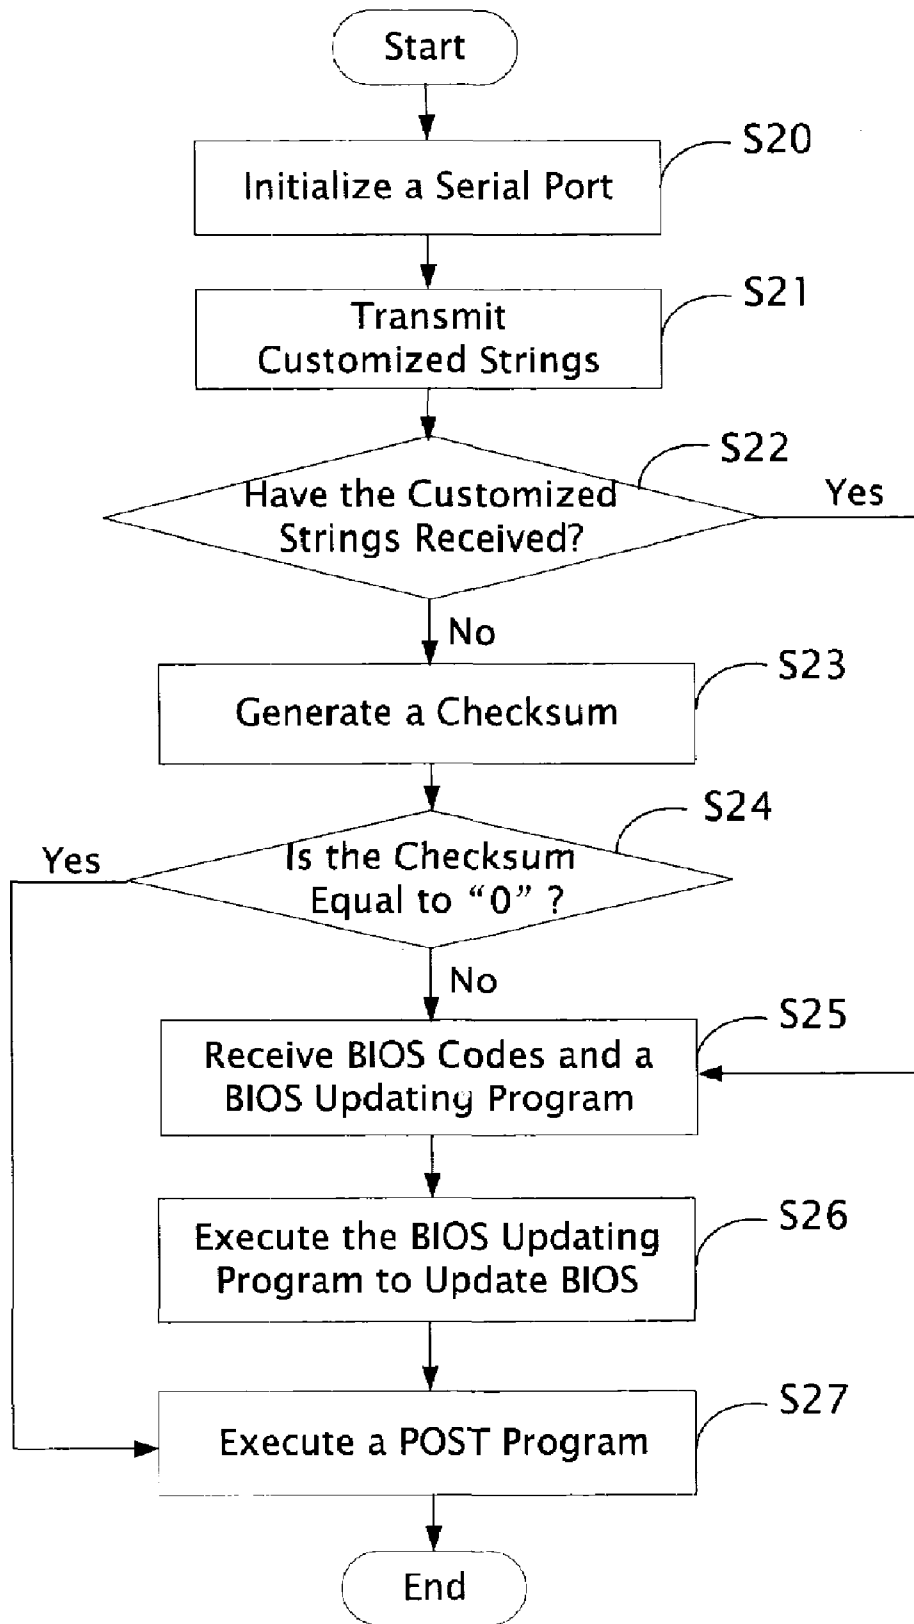 Start
S20
Initialize a Serial Port
S21
Transmit
Customized Strings
S22
Have the Customized
Strings Received?
Yes
No
S23
Generate a Checksum
S24
Is the Checksum
Equal to “0” ?
Yes
No
S25
Receive BIOS Codes and a
BIOS Updating Program
S26
Execute the BIOS Updating
Program to Update BIOS
S27
Execute a POST Program
End